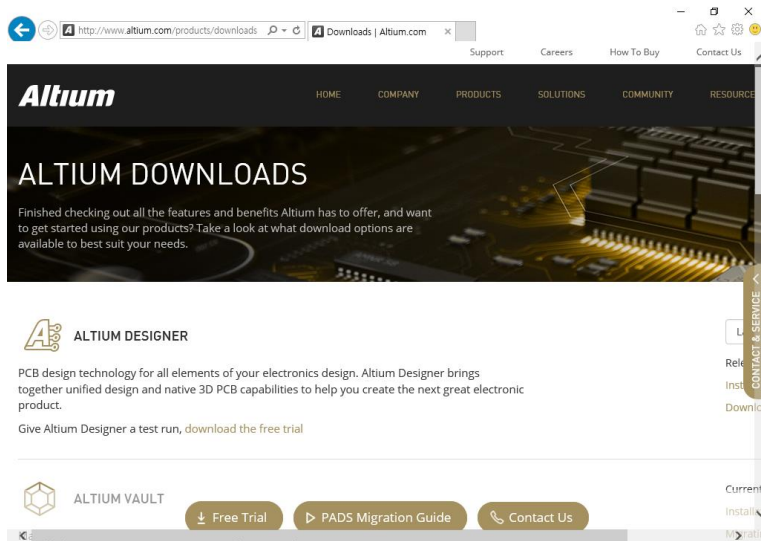 http://www.altium.com/products/downloads
Downloads | Altium.com
Support Careers How To Buy Contact Us
Altium
HOME COMPANY PRODUCTS SOLUTIONS COMMUNITY RESOURCE
ALTIUM DOWNLOADS
Finished checking out all the features and benefits Altium has to offer, and want
to get started using our products? Take a look at what download options are
available to best suit your needs.
CONTACT & SERVICE
ALTIUM DESIGNER
PCB design technology for all elements of your electronics design. Altium Designer brings
together unified design and native 3D PCB capabilities to help you create the next great electronic
product.
Give Altium Designer a test run, download the free trial
Rele
Inst
Downlo
ALTIUM VAULT
Current
Installa
Free Trial
PADS Migration Guide
Contact Us